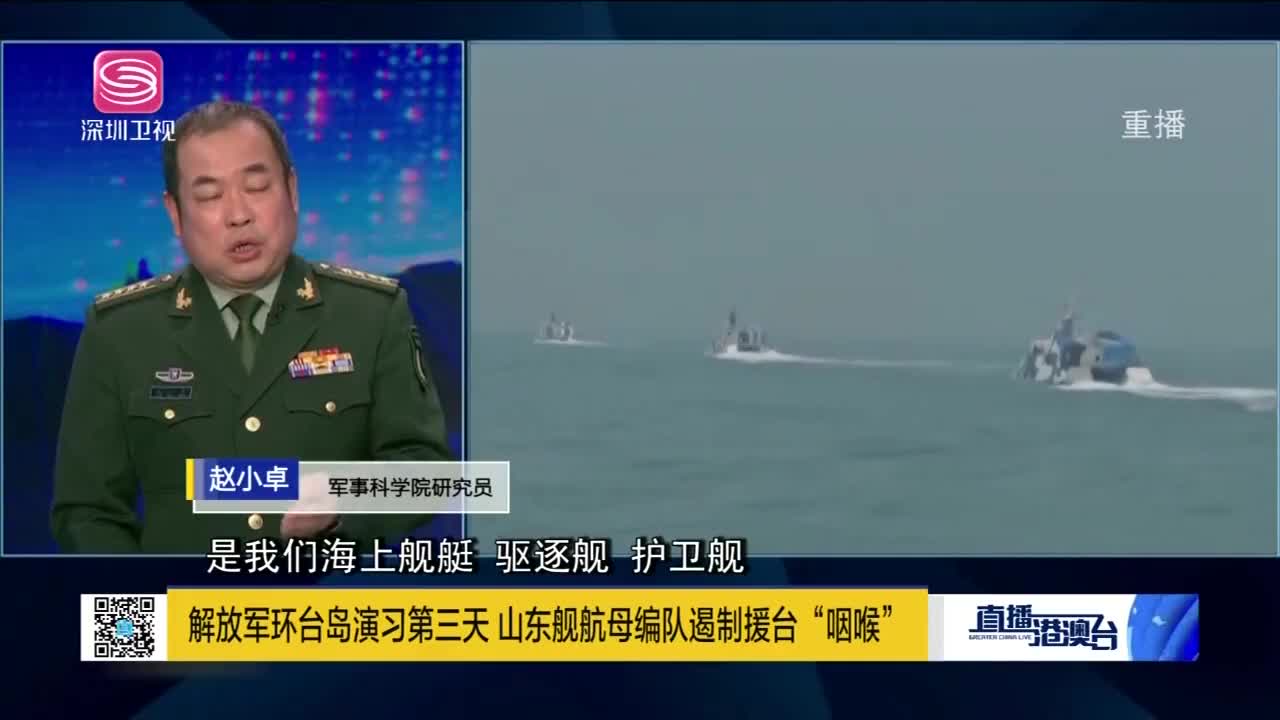 深圳卫视
重播
赵小卓
军事科学院研究员
是我们海上舰艇 驱逐舰 护卫舰
解放军环台岛演习第三天 山东舰航母编队遏制援台“咽喉”
直播港澳台
GREATER CHINA LIVE